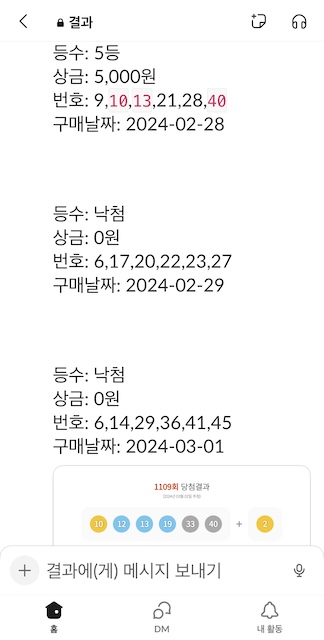 결과
등수: 5등
상금: 5,000원
번호: 9,10,13,21,28,40
구매날짜: 2024-02-28
등수: 낙첨
상금: 0원
번호: 6,17,20,22,23,27
구매날짜: 2024-02-29
등수: 낙첨
상금: 0원
번호: 6,14,29,36,41,45
구매날짜: 2024-03-01
1109회 당첨결과
10 12 13 19 33 40 + 2
결과에(게) 메시지 보내기
홈 DM 내 활동